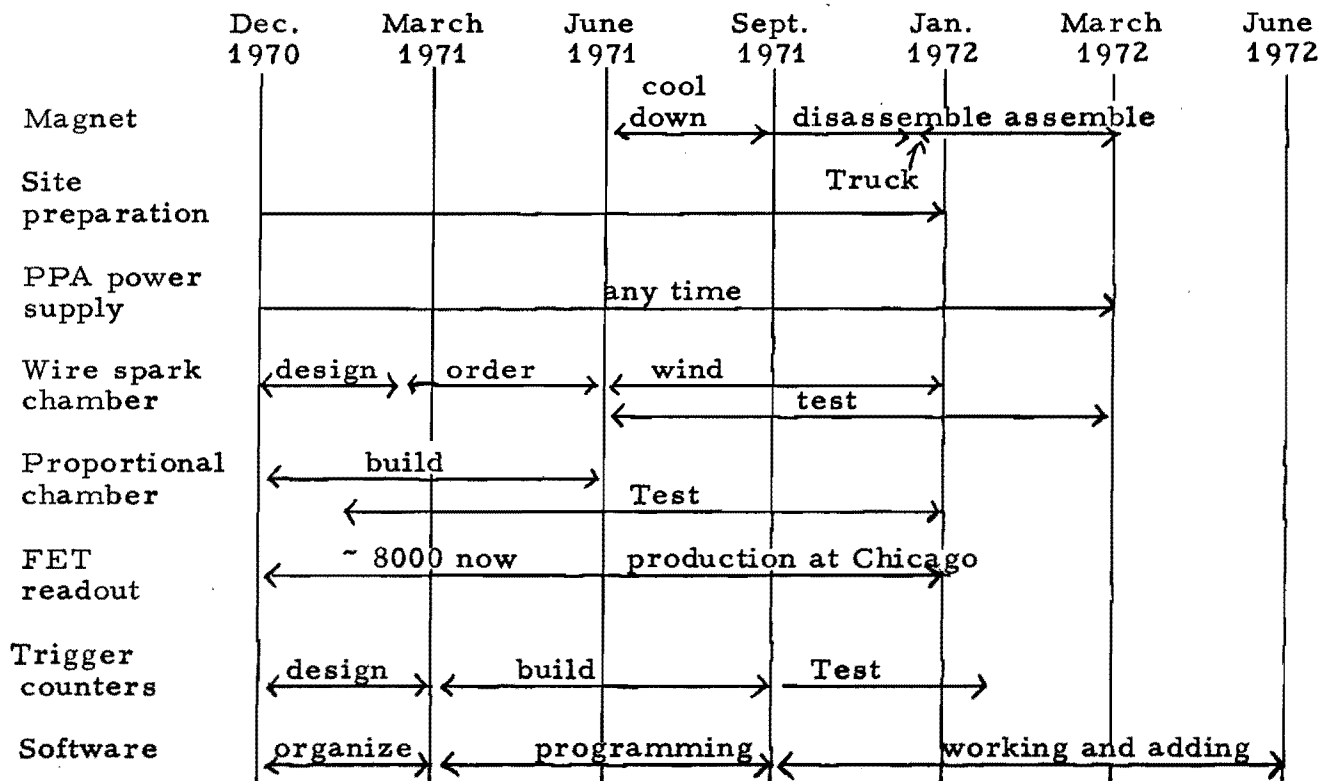 Dec. March June Sept. Jan. March June
1970 1971 1971 1971 1972 1972 1972
cool
Magnet down disassemble assemble
Truck
Site
preparation
PPA power
supply any time
Wire spark design order wind
chamber test
Proportional build
chamber Test
FET ~ 8000 now production at Chicago
readout
Trigger design build Test
counters
Software organize programming working and adding